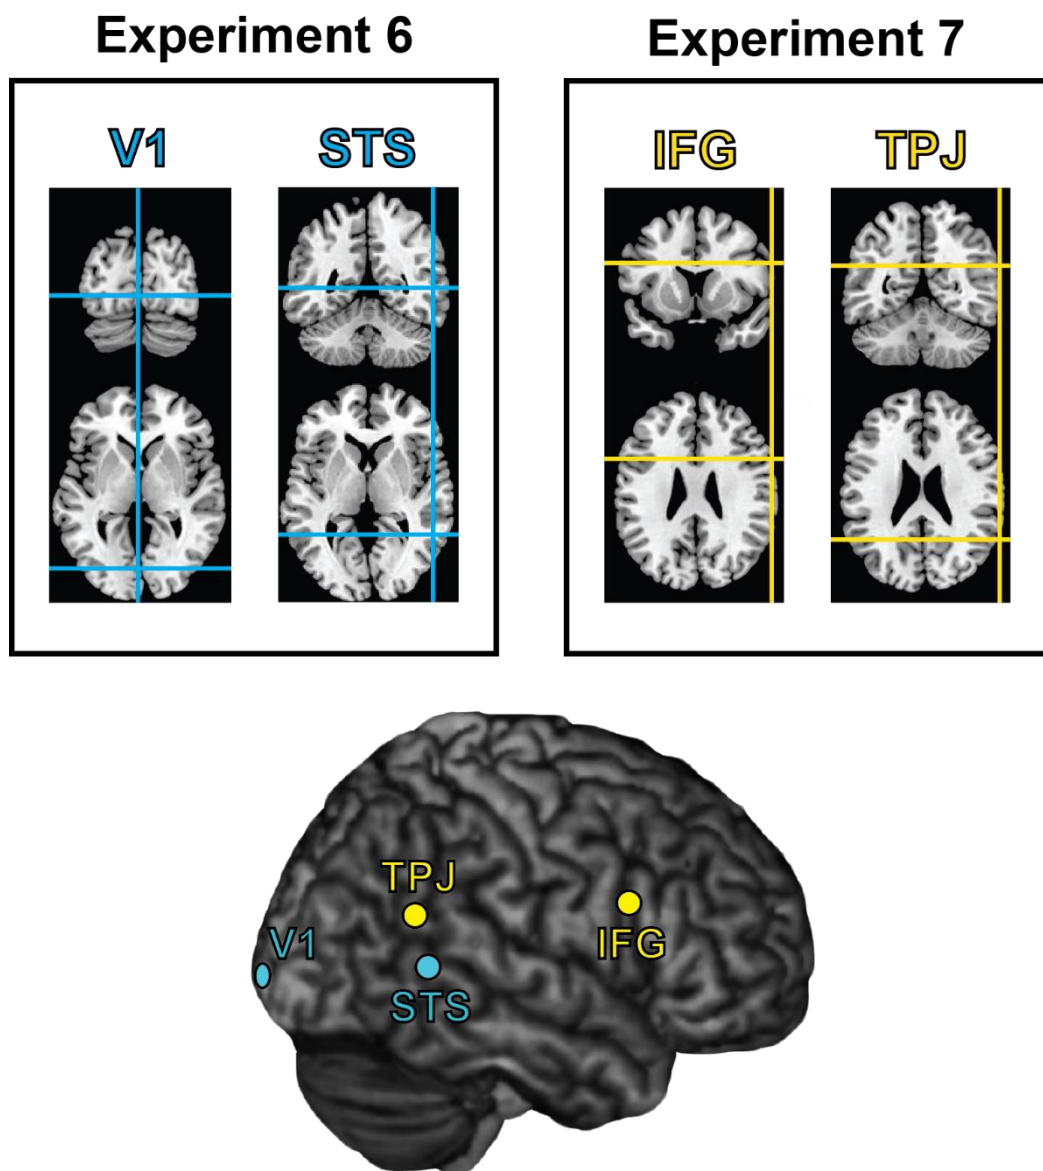 Experiment 6
Experiment 7
V1
STS
IFG
TPJ
TPJ
V1
IFG
STS